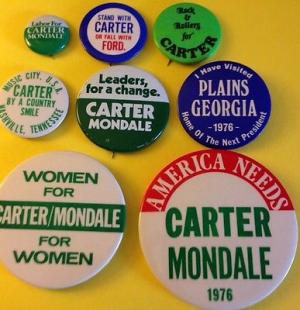 Labor For
CARTER
MONDALE
STAND WITH
CARTER
OR FALL WITH
FORD.
Rock
& Rollers
for
CARTER
MUSIC CITY, U.S.A.
CARTER
BY A COUNTRY
SMILE
NASHVILLE, TENNESSEE
Leaders,
for a change.
CARTER
MONDALE
I Have Visited
PLAINS
GEORGIA
-1976-
Home Of The Next President
WOMEN
FOR
CARTER/MONDALE
FOR
WOMEN
AMERICA NEEDS
CARTER
MONDALE
1976